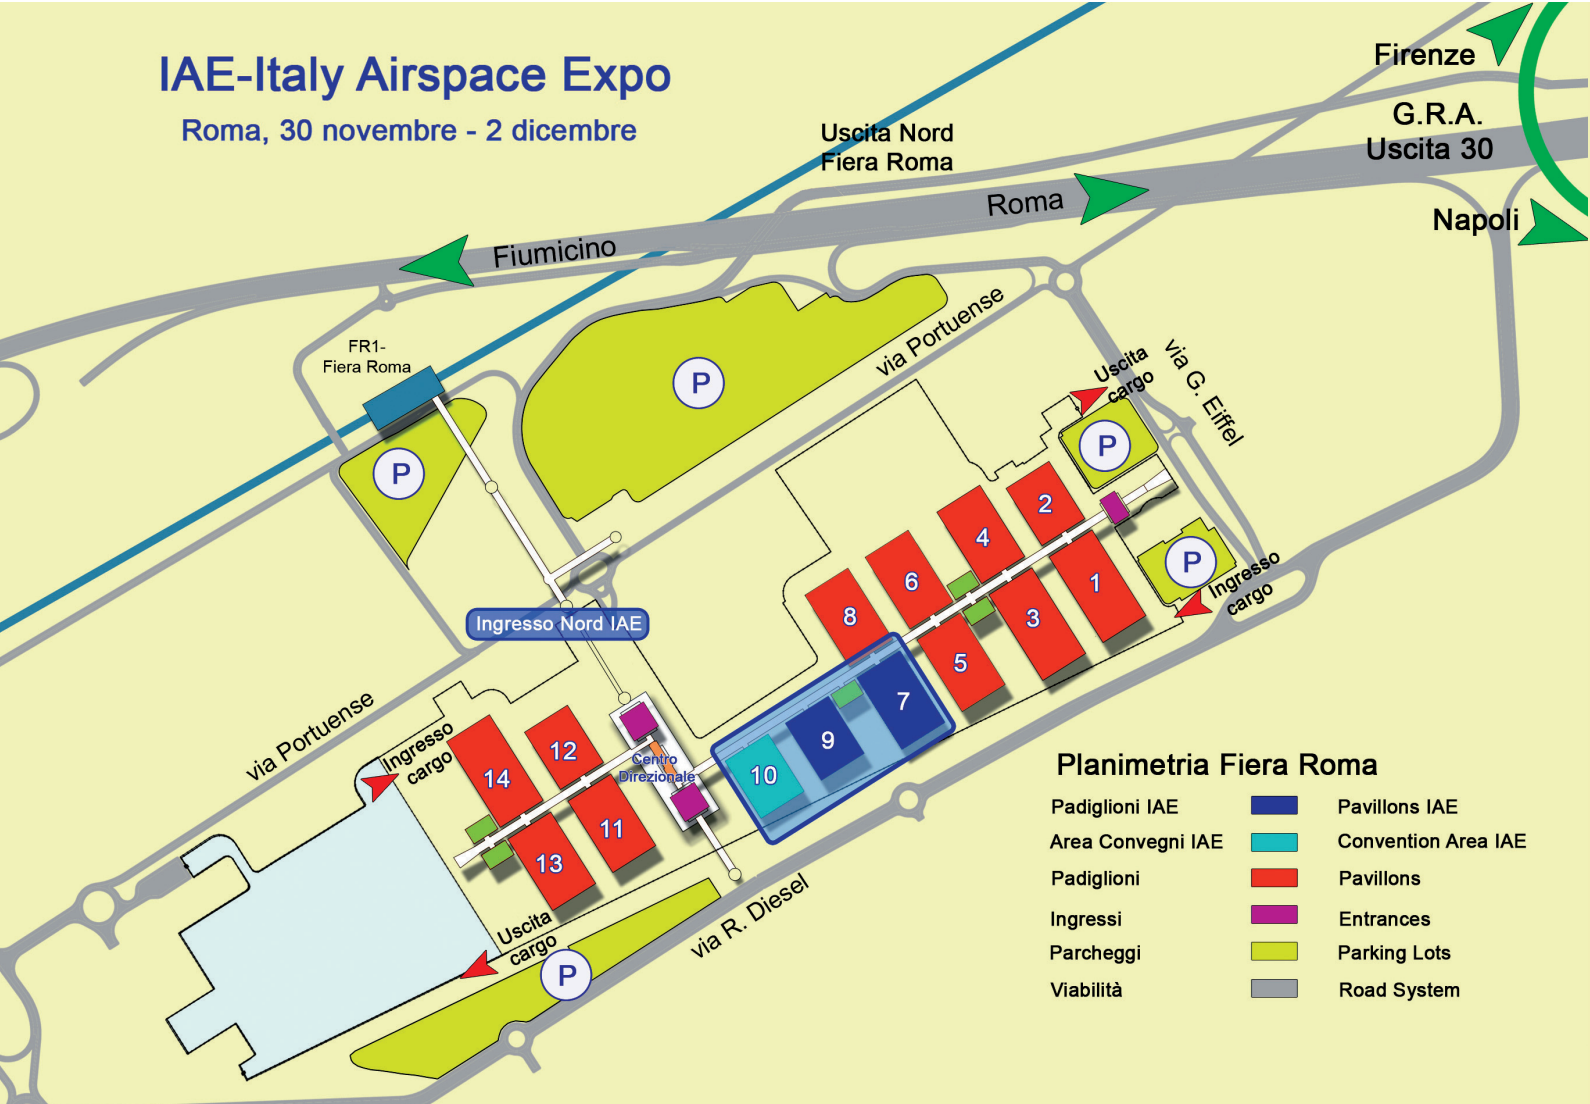 IAE-Italy Airspace Expo
Roma, 30 novembre - 2 dicembre
Firenze
G.R.A.
Uscita 30
Napoli
Uscita Nord
Fiera Roma
Roma
Fiumicino
FR1-
Fiera Roma
P
P
via Portuense
Uscita
cargo
via G. Eiffel
P
P
Ingresso
cargo
2
4
6
8
1
3
5
7
9
10
Ingresso Nord IAE
Centro
Direzionale
via Portuense
Ingresso
cargo
12
14
11
13
Uscita
cargo
P
via R. Diesel
Planimetria Fiera Roma
Padiglioni IAE Pavillons IAE
Area Convegni IAE Convention Area IAE
Padiglioni Pavillons
Ingressi Entrances
Parcheggi Parking Lots
Viabilità Road System